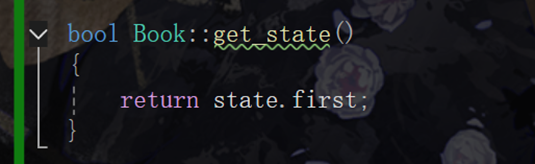 bool Book::get_state()
{
return state.first;
}